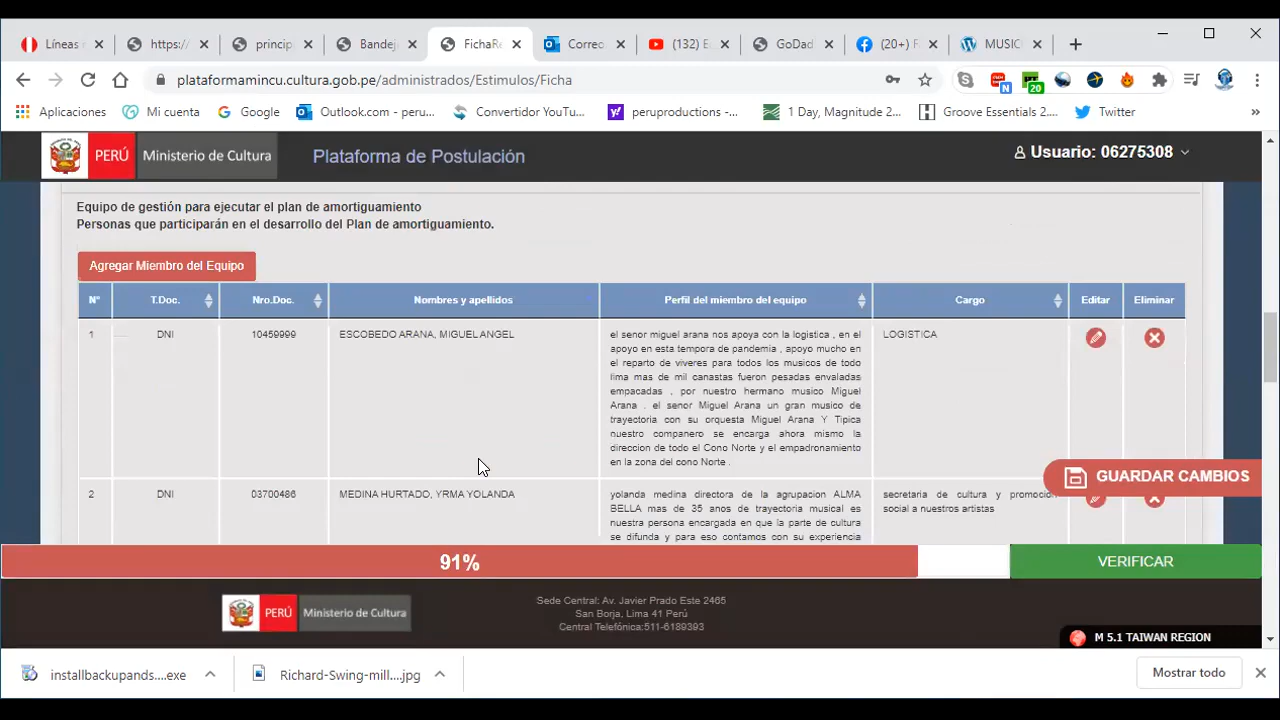 Líneas
https:/
princip
Bandej
FichaRe
Correo
(132) E
GoDad
(20+) F
MUSIC
plataformamincu.cultura.gob.pe/administrados/Estimulos/Ficha
N
20
Aplicaciones
Mi cuenta
Google
Outlook.com - peru...
Convertidor YouTu...
peruproductions -...
1 Day, Magnitude 2...
Groove Essentials 2....
Twitter
»
PERÚ
Ministerio de Cultura
Plataforma de Postulación
Usuario: 06275308
Equipo de gestión para ejecutar el plan de amortiguamiento
Personas que participarán en el desarrollo del Plan de amortiguamiento.
Agregar Miembro del Equipo
N° T.Doc. Nro.Doc. Nombres y apellidos Perfil del miembro del equipo Cargo Editar Eliminar
1 DNI 10459999 ESCOBEDO ARANA, MIGUEL ANGEL
el senor miguel arana nos apoya con la logistica , en el
apoyo en esta tempora de pandemia , apoyo mucho en
el reparto de viveres para todos los musicos de todo
lima mas de mil canastas fueron pesadas envaladas
empacadas , por nuestro hermano musico Miguel
Arana . el senor Miguel Arana un gran musico de
trayectoria con su orquesta Miguel Arana Y Tipica
nuestro companero se encarga ahora mismo la
direccion de todo el Cono Norte y el empadronamiento
en la zona del cono Norte .
LOGISTICA
GUARDAR CAMBIOS
2 DNI 03700486 MEDINA HURTADO, YRMA YOLANDA
yolanda medina directora de la agrupacion ALMA
BELLA mas de 35 anos de trayectoria musical es
nuestra persona encargada en que la parte de cultura
se difunda y para eso contamos con su experiencia
secretaria de cultura y promocion
social a nuestros artistas
91%
VERIFICAR
PERÚ
Ministerio de Cultura
Sede Central: Av. Javier Prado Este 2465
San Borja, Lima 41 Perú
Central Telefónica:511-6189393
M 5.1 TAIWAN REGION
installbackupands....exe
Richard-Swing-mill....jpg
Mostrar todo